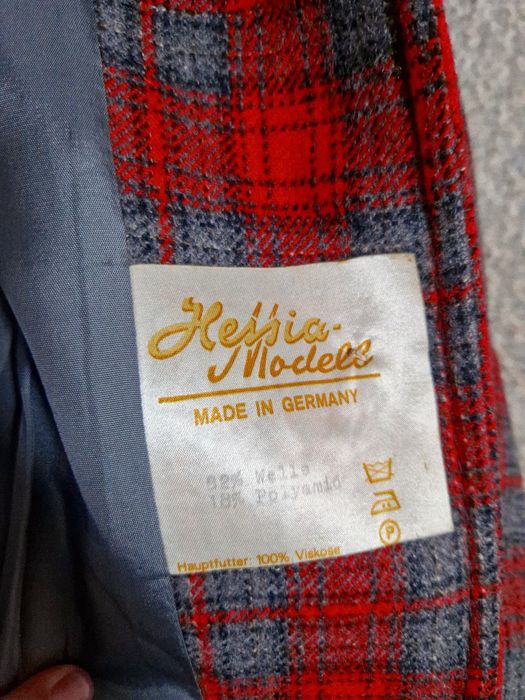 Hessia-
Modell
MADE IN GERMANY
82% Wolle
18% Polyamid
Hauptfutter: 100% Viskose
P